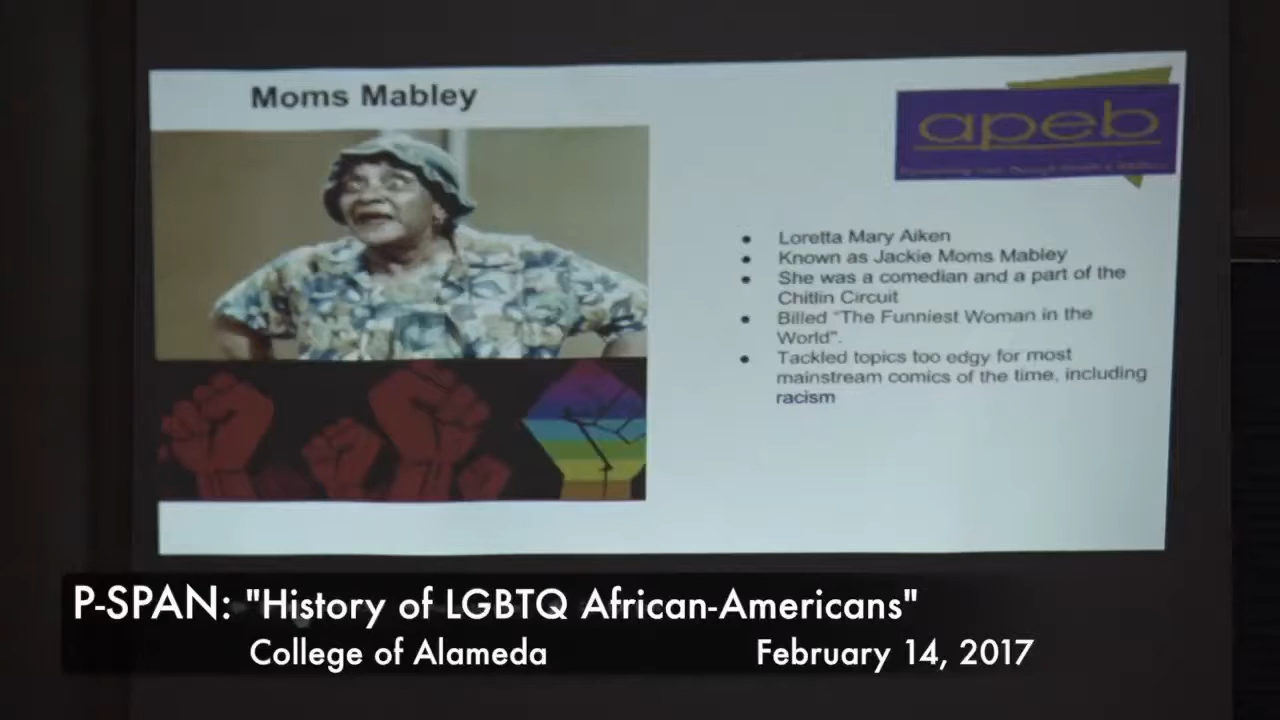 Moms Mabley
apeb
• Loretta Mary Aiken
• Known as Jackie Moms Mabley
• She was a comedian and a part of the
Chitlin Circuit
• Billed "The Funniest Woman in the
World".
• Tackled topics too edgy for most
mainstream comics of the time, including
racism
P-SPAN: "History of LGBTQ African-Americans"
College of Alameda February 14, 2017